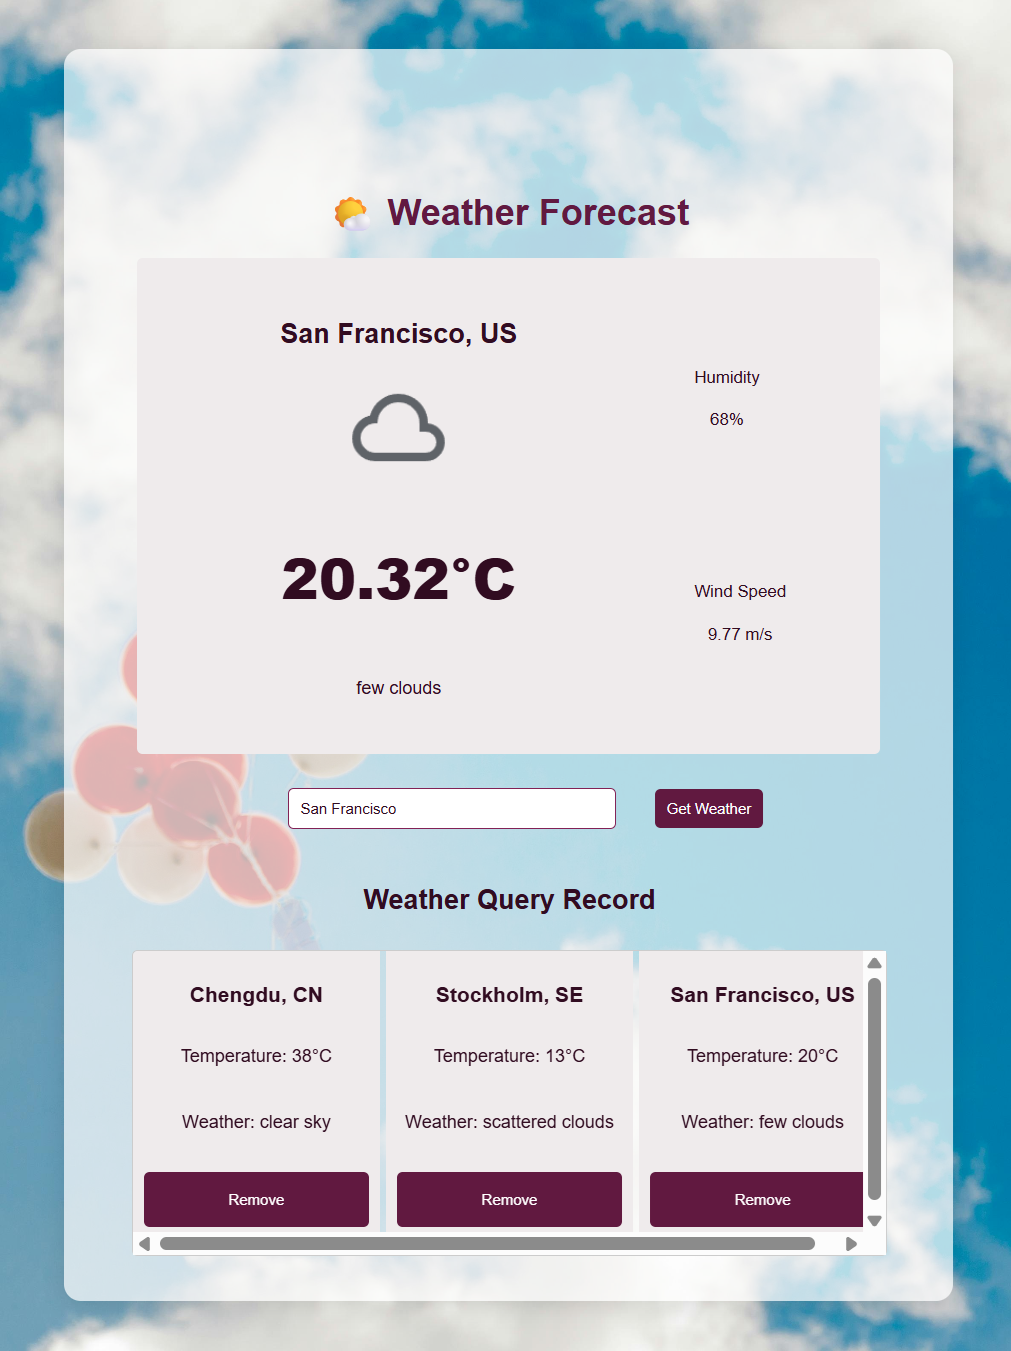 Weather Forecast
San Francisco, US
Humidity
68%
20.32°C
Wind Speed
9.77 m/s
few clouds
San Francisco
Get Weather
Weather Query Record
Chengdu, CN
Temperature: 38°C
Weather: clear sky
Remove
Stockholm, SE
Temperature: 13°C
Weather: scattered clouds
Remove
San Francisco, US
Temperature: 20°C
Weather: few clouds
Remove